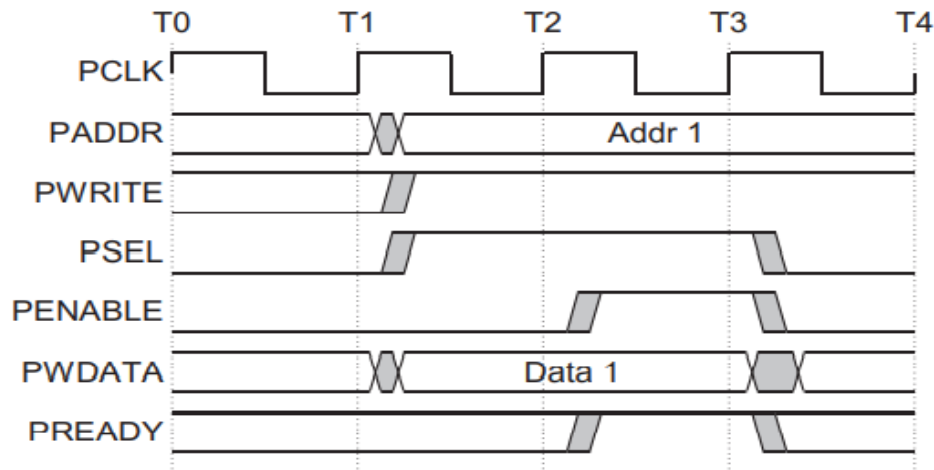 T0 T1 T2 T3 T4
PCLK
PADDR Addr 1
PWRITE
PSEL
PENABLE
PWDATA Data 1
PREADY